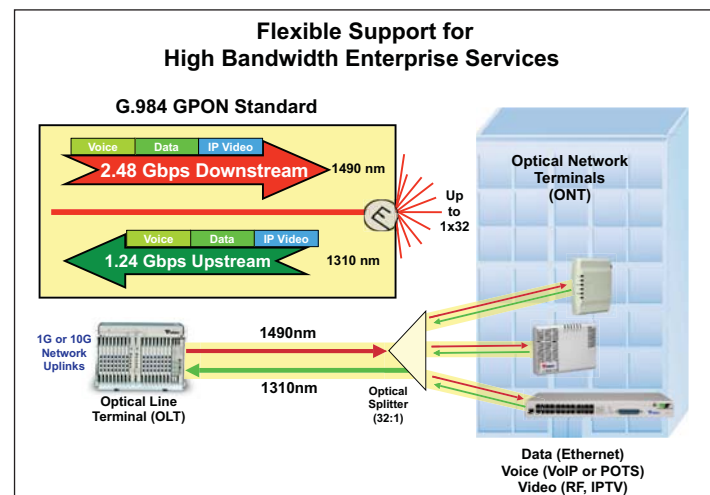 Flexible Support for
High Bandwidth Enterprise Services
G.984 GPON Standard
Voice Data IP Video
2.48 Gbps Downstream
1490 nm
E
Up
to
1x32
Voice Data IP Video
1.24 Gbps Upstream
1310 nm
Optical Network
Terminals
(ONT)
1G or 10G
Network
Uplinks
1490nm
1310nm
Optical Line
Terminal (OLT)
Optical
Splitter
(32:1)
Data (Ethernet)
Voice (VoIP or POTS)
Video (RF, IPTV)